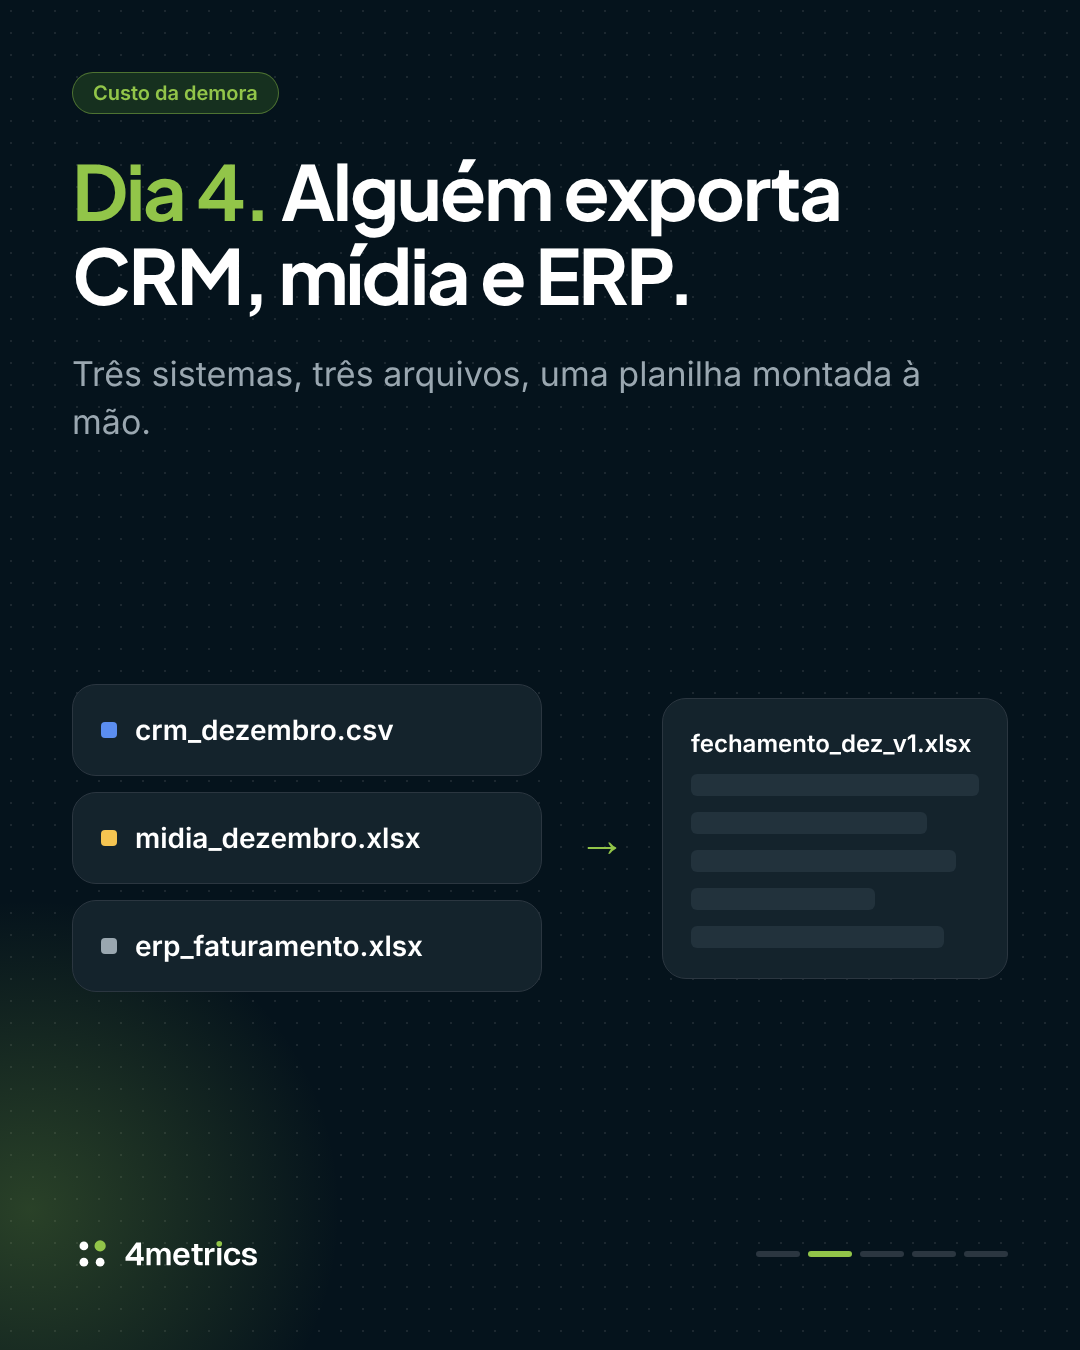 Custo da demora
Dia 4. Alguém exporta
CRM, mídia e ERP.
Três sistemas, três arquivos, uma planilha montada à
mão.
crm_dezembro.csv
midia_dezembro.xlsx
erp_faturamento.xlsx
→
fechamento_dez_v1.xlsx
4metrics